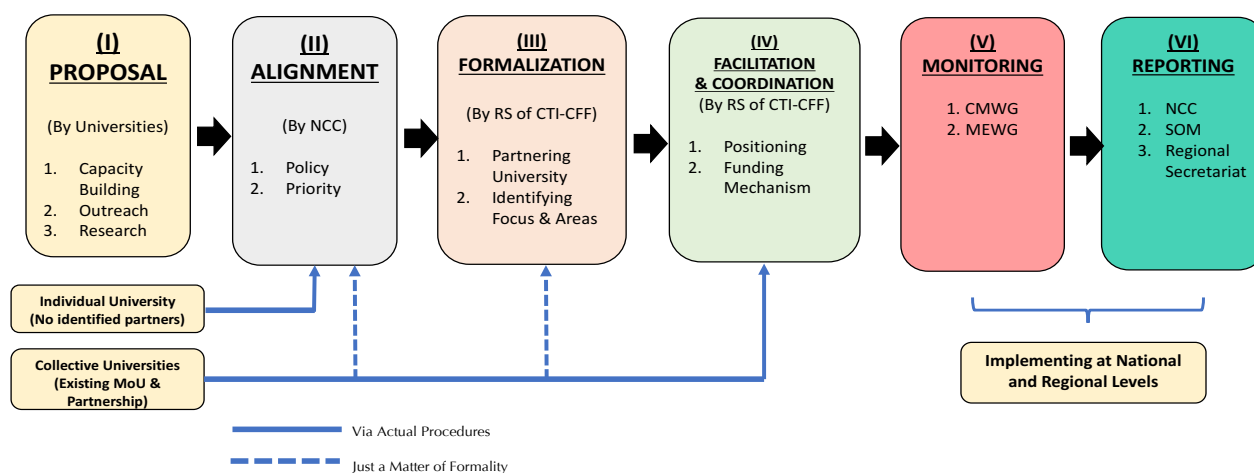 (I)
PROPOSAL
(By Universities)
1. Capacity
Building
2. Outreach
3. Research
(II)
ALIGNMENT
(By NCC)
1. Policy
2. Priority
(III)
FORMALIZATION
(By RS of CTI-CFF)
1. Partnering
University
2. Identifying
Focus & Areas
(IV)
FACILITATION
& COORDINATION
(By RS of CTI-CFF)
1. Positioning
2. Funding
Mechanism
(V)
MONITORING
1. CMWG
2. MEWG
(VI)
REPORTING
1. NCC
2. SOM
3. Regional
Secretariat
Individual University
(No identified partners)
Collective Universities
(Existing MoU &
Partnership)
Implementing at National
and Regional Levels
Via Actual Procedures
Just a Matter of Formality